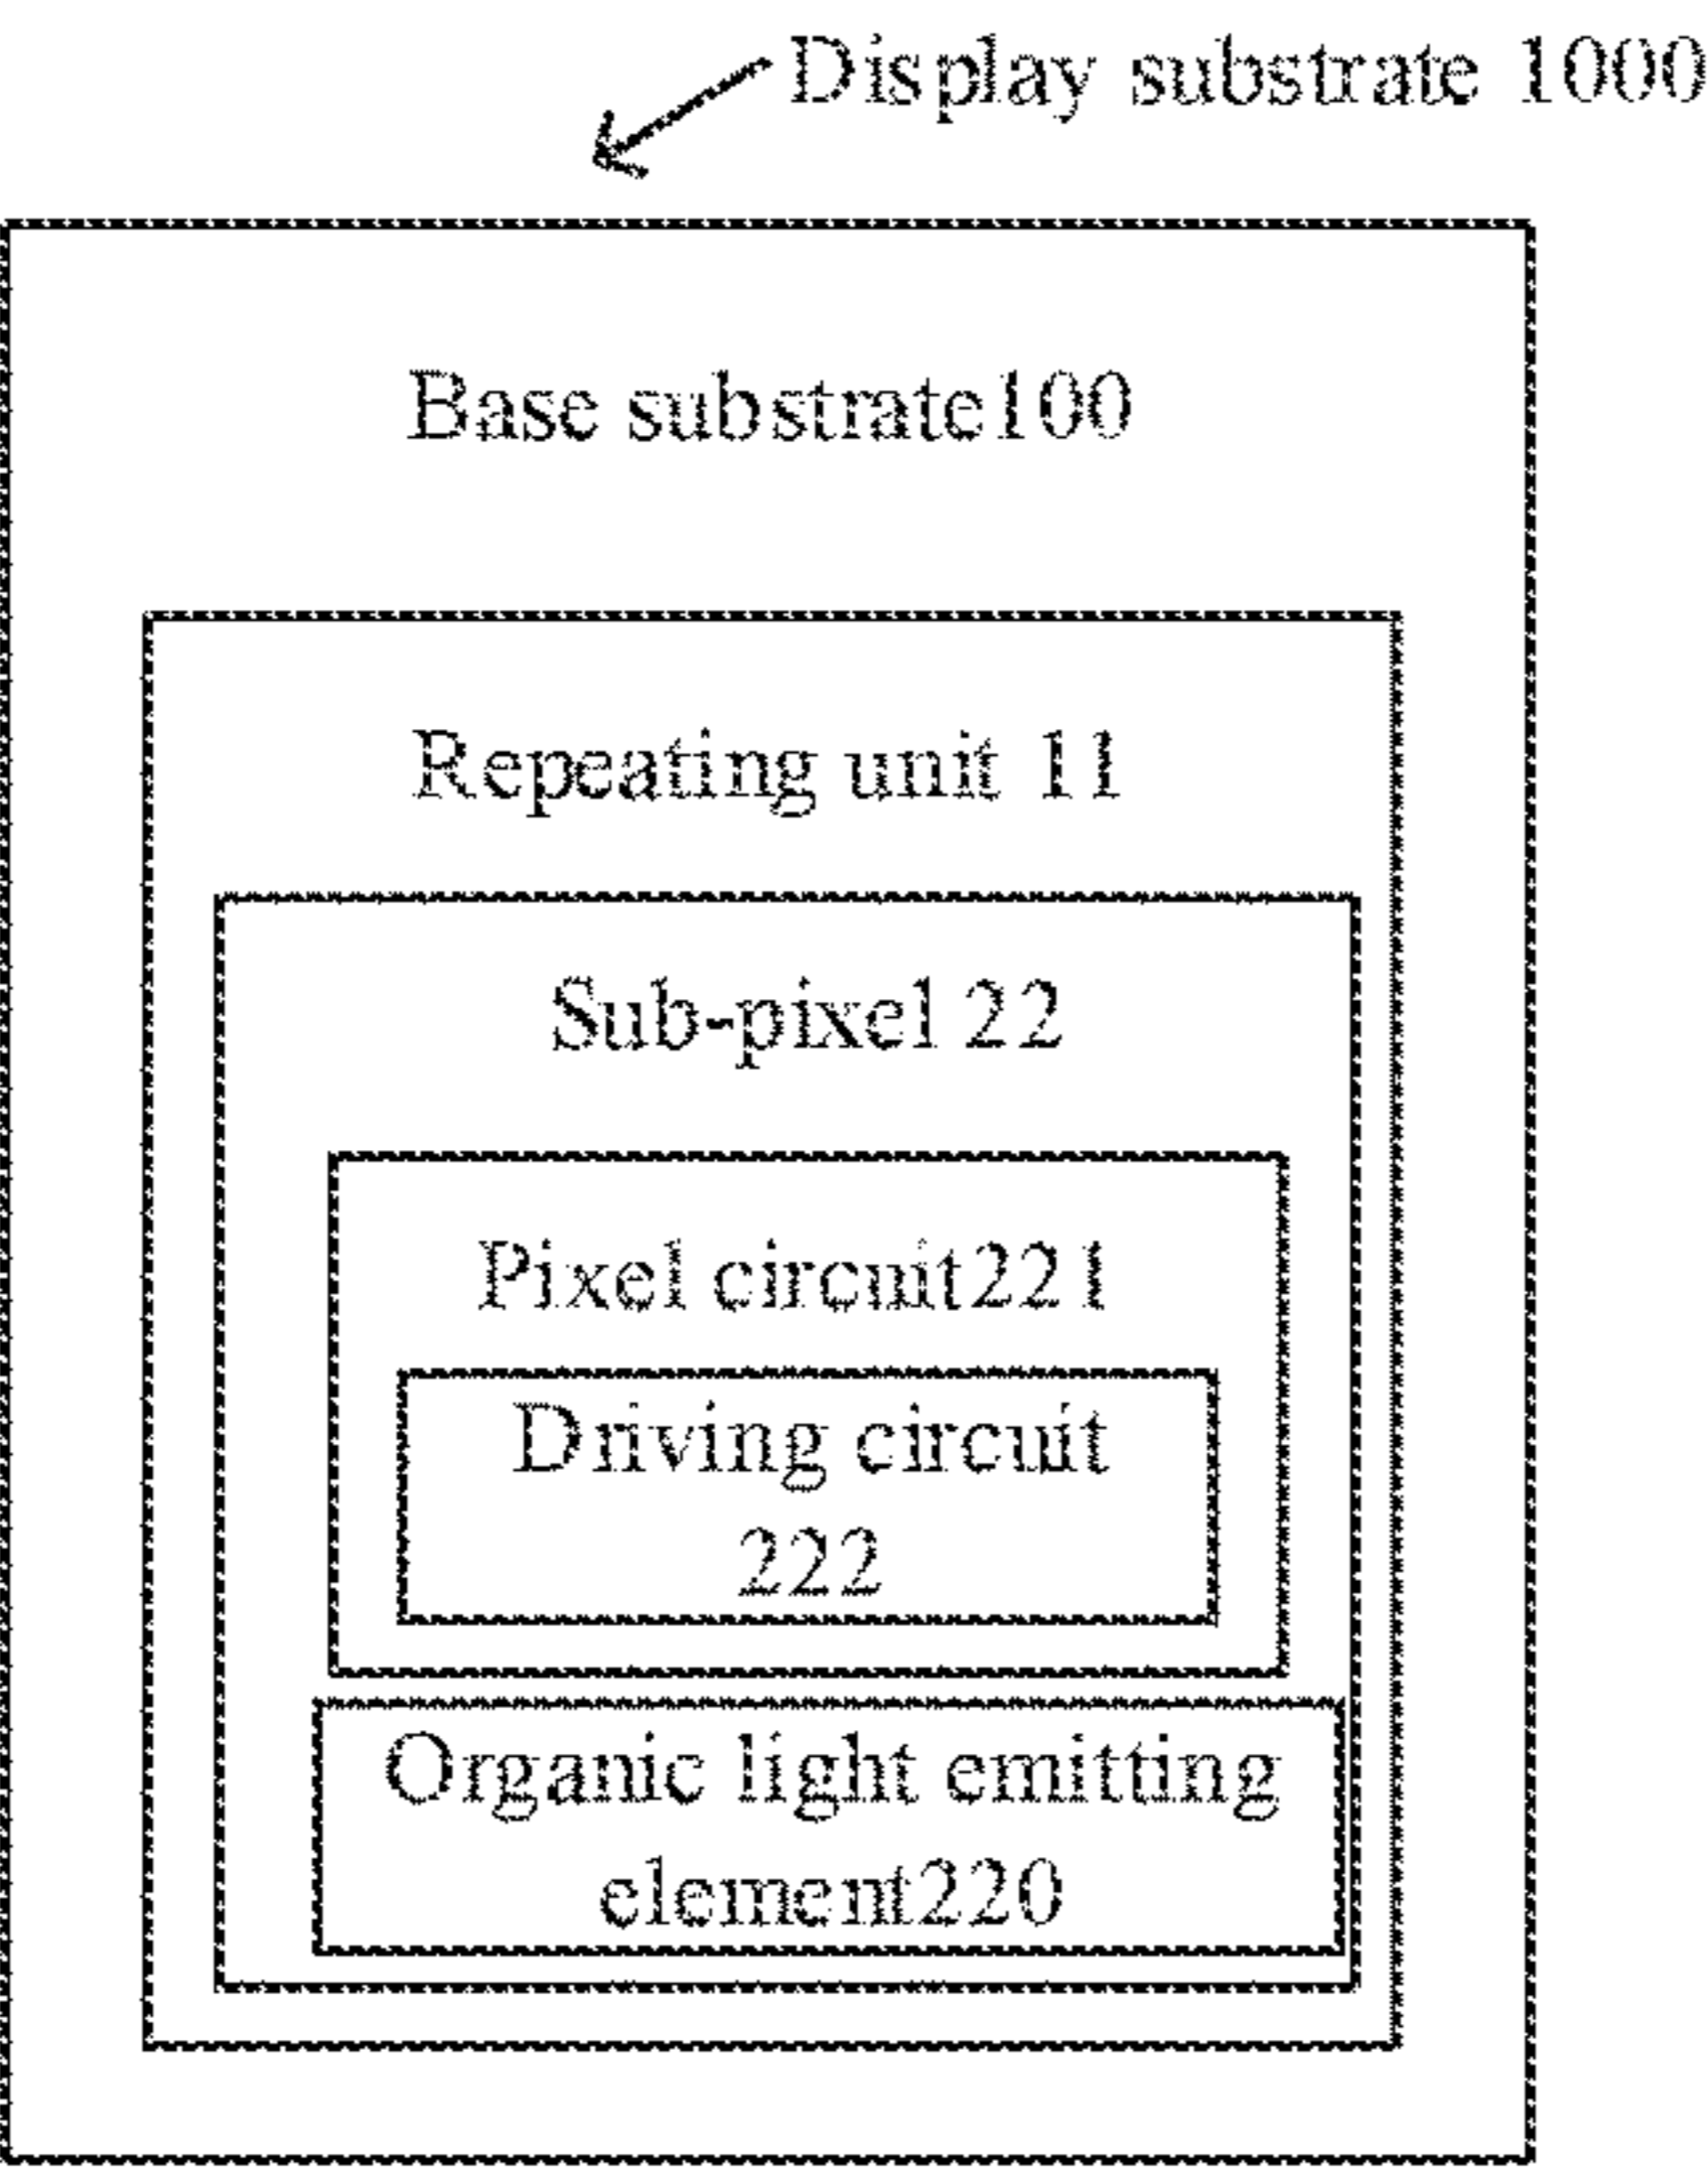 Display substrate 1000
Base substrate100
Repeating unit 11
Sub-pixel 22
Pixel circuit221
Driving circuit
222
Organic light emitting
element220